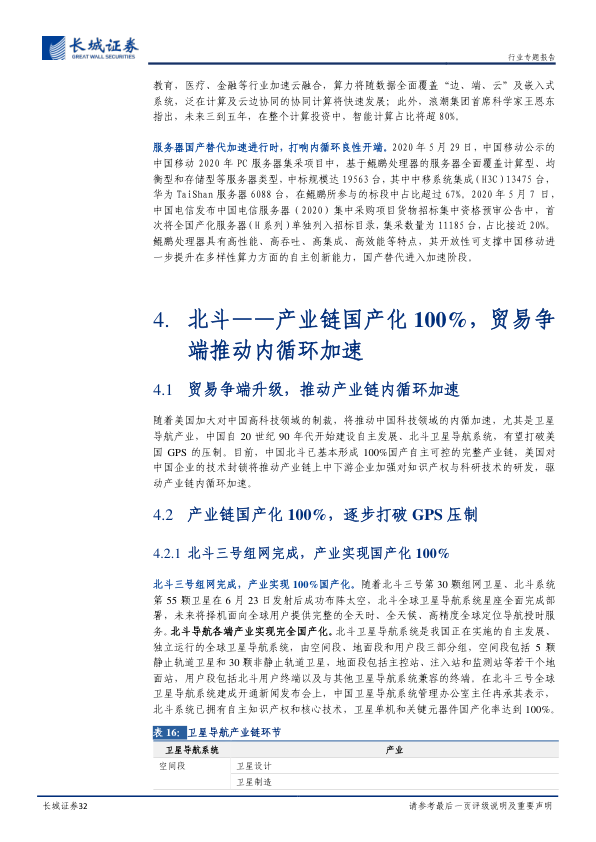 长城证券
GREAT WALL SECURITIES
行业专题报告
教育，医疗、金融等行业加速云融合，算力将随数据全面覆盖“边、端、云”及嵌入式
系统，泛在计算及云边协同的协同计算将快速发展；此外，浪潮集团首席科学家王恩东
指出，未来三到五年，在整个计算投资中，智能计算占比将超 80%。
服务器国产替代加速进行时，打响内循环良性开端。2020 年 5 月 29 日，中国移动公示的
中国移动 2020 年 PC 服务器集采项目中，基于鲲鹏处理器的服务器全面覆盖计算型、均
衡型和存储型等服务器类型，中标规模达 19563 台，其中中移系统集成(H3C)13475 台，
华为 TaiShan 服务器 6088 台，在鲲鹏所参与的标段中占比超过 67%。2020 年 5 月 7 日，
中国电信发布中国电信服务器（2020）集中采购项目货物招标集中资格预审公告中，首
次将全国产化服务器(H 系列)单独列入招标目录，集采数量为 11185 台，占比接近 20%。
鲲鹏处理器具有高性能、高吞吐、高集成、高效能等特点，其开放性可支撑中国移动进
一步提升在多样性算力方面的自主创新能力，国产替代进入加速阶段。
4. 北斗——产业链国产化 100%，贸易争
端推动内循环加速
4.1 贸易争端升级，推动产业链内循环加速
随着美国加大对中国高科技领域的制裁，将推动中国科技领域的内循加速，尤其是卫星
导航产业，中国自 20 世纪 90 年代开始建设自主发展、北斗卫星导航系统，有望打破美
国 GPS 的压制。目前，中国北斗已基本形成 100%国产自主可控的完整产业链，美国对
中国企业的技术封锁将推动产业链上中下游企业加强对知识产权与科研技术的研发，驱
动产业链内循环加速。
4.2 产业链国产化 100%，逐步打破 GPS 压制
4.2.1 北斗三号组网完成，产业实现国产化 100%
北斗三号组网完成，产业实现 100%国产化。随着北斗三号第 30 颗组网卫星、北斗系统
第 55 颗卫星在 6 月 23 日发射后成功布阵太空，北斗全球卫星导航系统星座全面完成部
署，未来将择机面向全球用户提供完整的全天时、全天候、高精度全球定位导航授时服
务。北斗导航各端产业实现完全国产化。北斗卫星导航系统是我国正在实施的自主发展、
独立运行的全球卫星导航系统，由空间段、地面段和用户段三部分组，空间段包括 5 颗
静止轨道卫星和 30 颗非静止轨道卫星，地面段包括主控站、注入站和监测站等若干个地
面站，用户段包括北斗用户终端以及与其他卫星导航系统兼容的终端。在北斗三号全球
卫星导航系统建成开通新闻发布会上，中国卫星导航系统管理办公室主任冉承其表示，
北斗系统已拥有自主知识产权和核心技术，卫星单机和关键元器件国产化率达到 100%。
表 16：卫星导航产业链环节
卫星导航系统 产业
空间段 卫星设计
卫星制造
长城证券32 请参考最后一页评级说明及重要声明